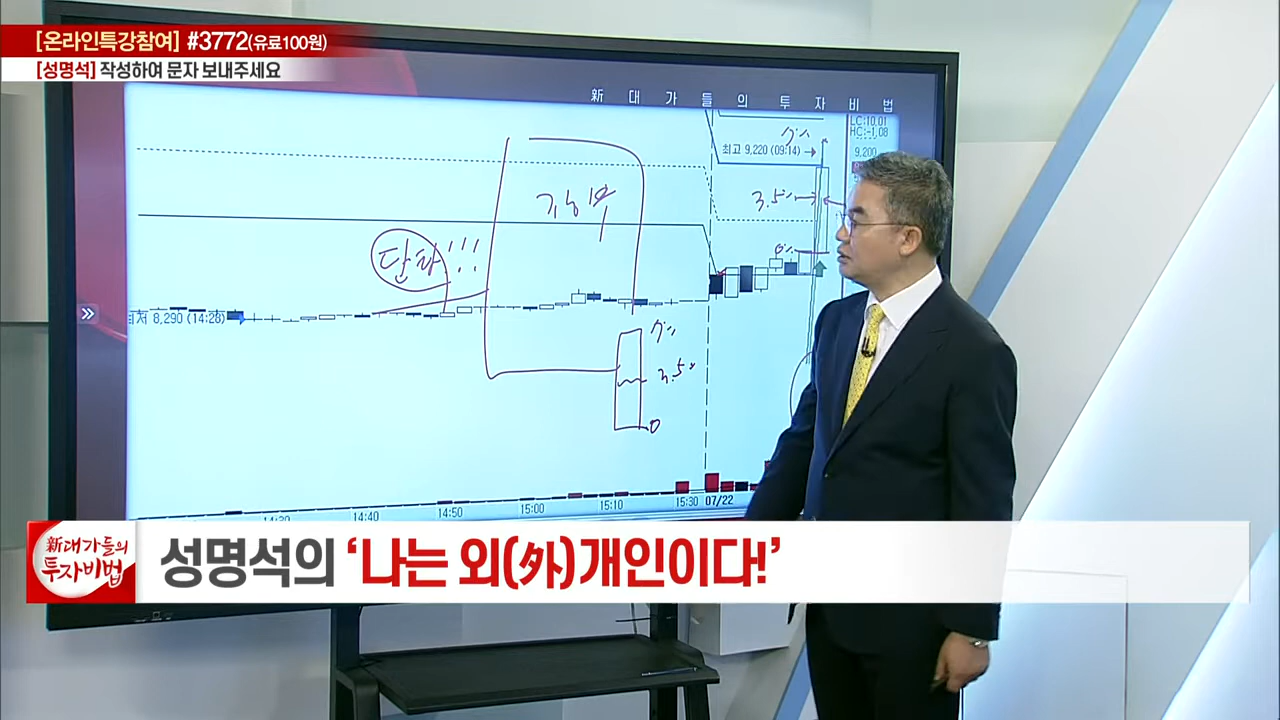 [온라인특강참여] #3772(유료100원)
[성명석] 작성하여 문자 보내주세요
新 대 가 들 의 투 자 비 법
LC:10.01
HC:-1.08
최고 9,220 (09:14) →
9,200
3.5%
0%
단타!!!
8,290 (14:28)
3.5%
0
14:30 14:40 14:50 15:00 15:10 15:30 07/22
新대가들의
투자비법
성명석의 ‘나는 외(外)개인이다!’